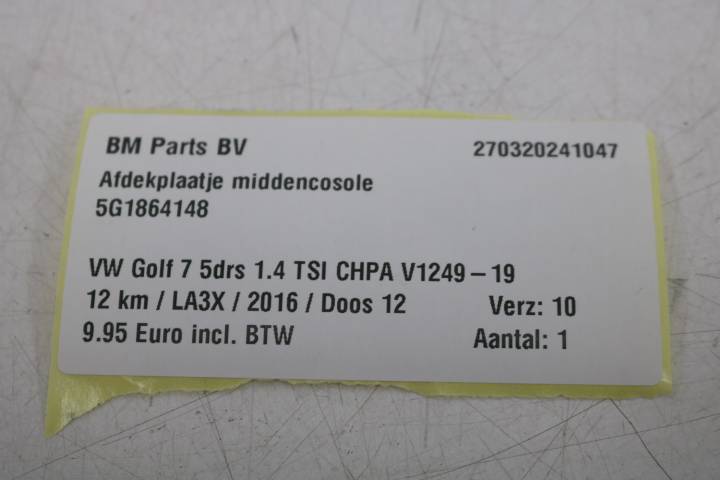 BM Parts BV 270320241047
Afdekplaatje middencosole
5G1864148
VW Golf 7 5drs 1.4 TSI CHPA V1249 – 19
12 km / LA3X / 2016 / Doos 12 Verz: 10
9.95 Euro incl. BTW Aantal: 1